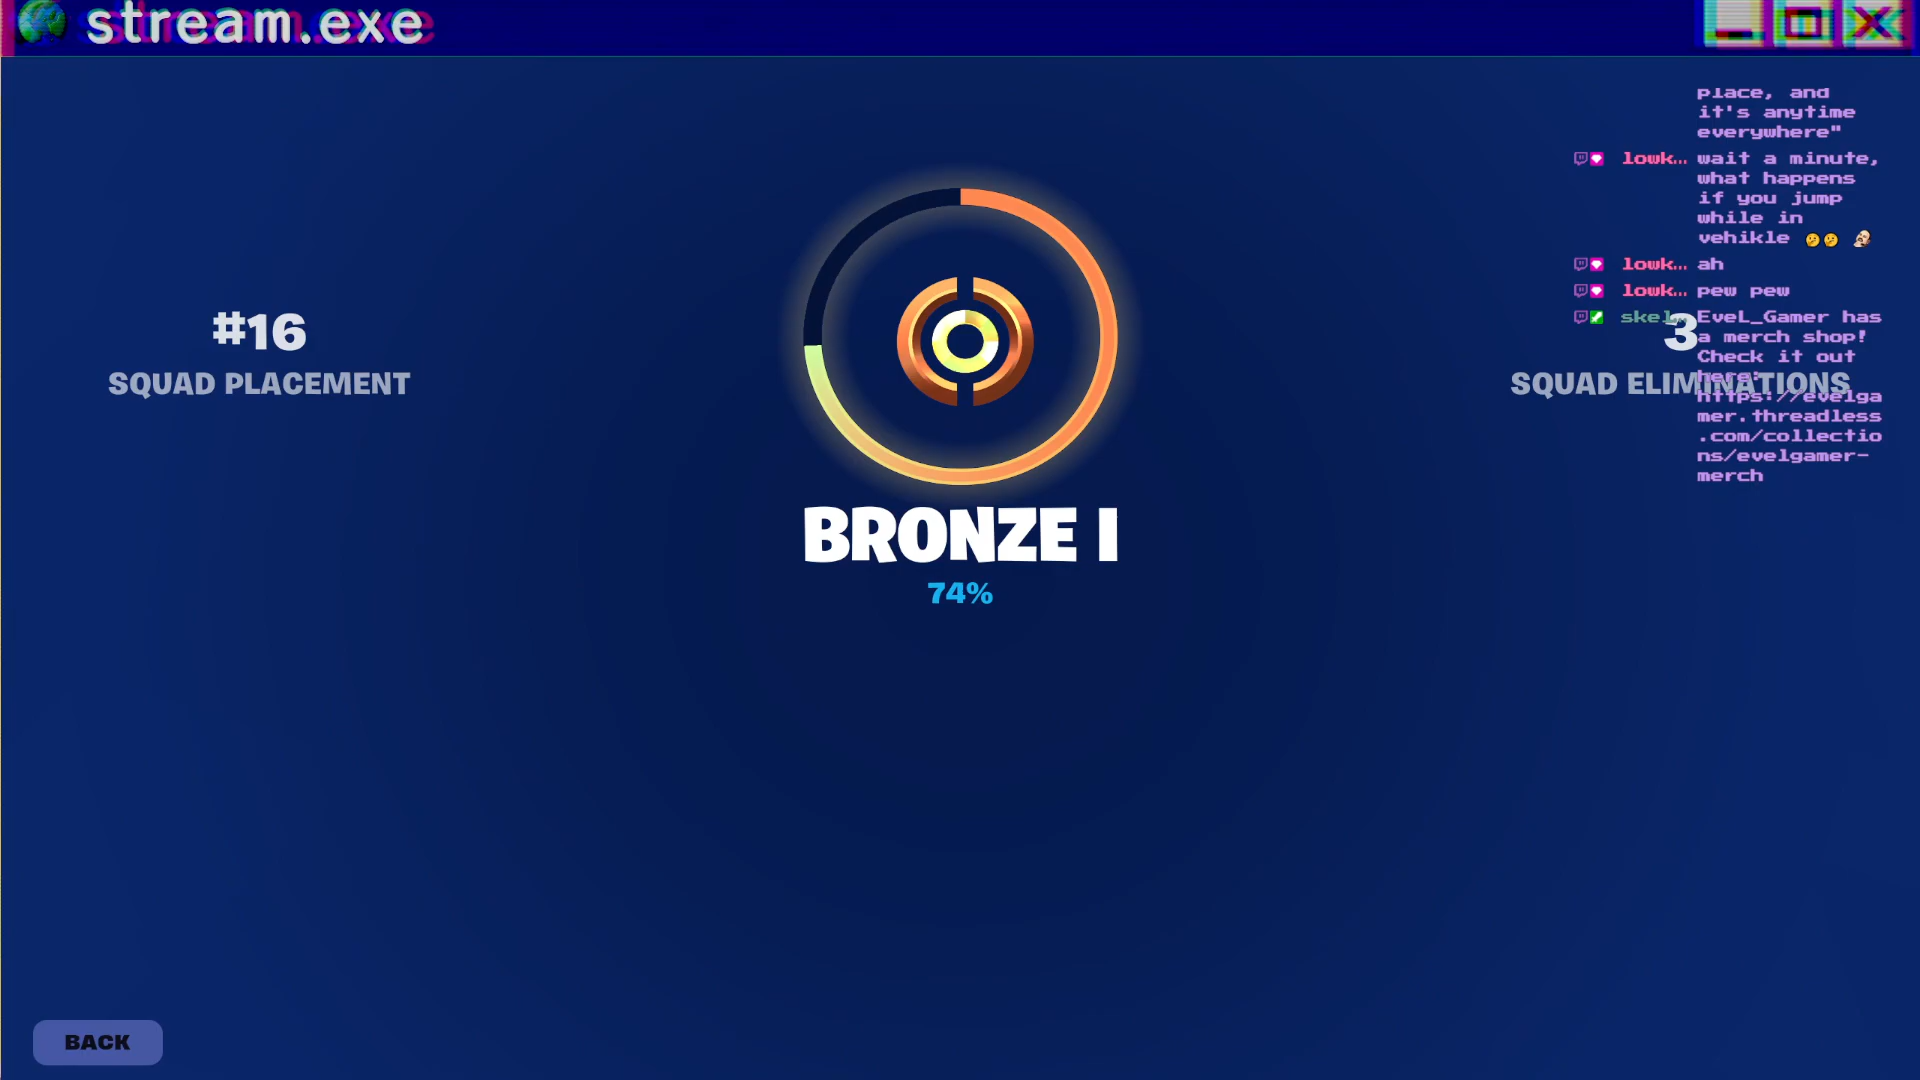 stream.exe
place, and
it's anytime
everywhere"
lowk... wait a minute,
what happens
if you jump
while in
vehikle
lowk... ah
lowk... pew pew
EveL_Gamer has
a merch shop!
Check it out
here:
https://evelga
mer.threadless
.com/collectio
ns/evelgamer-
merch
#16
SQUAD PLACEMENT
3
SQUAD ELIMINATIONS
BRONZE I
74%
BACK